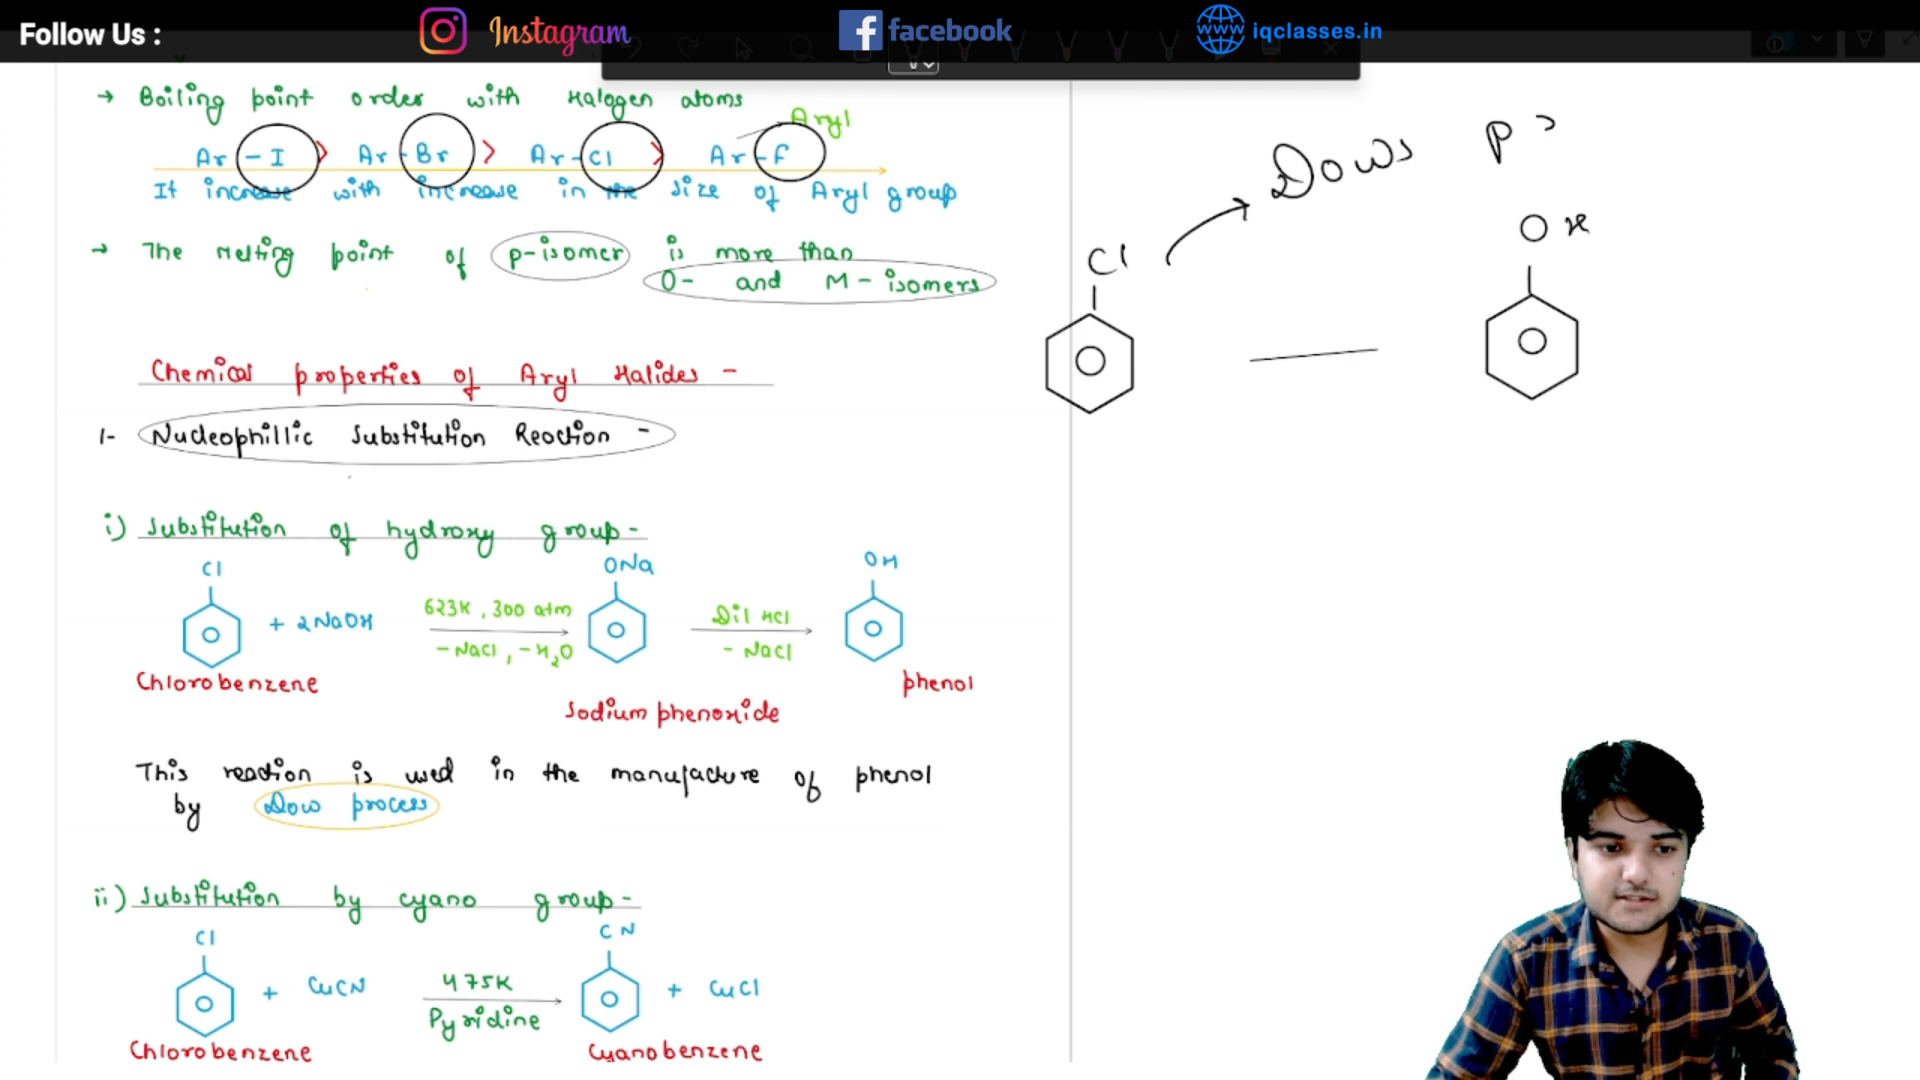 Follow Us :
Instagram
facebook
www iqclasses.in
→ Boiling point order with Halogen atoms
Aryl
Ar - I > Ar - Br > Ar - Cl > Ar - F
It increase with increase in the size of Aryl group
→ The Melting point of p-isomer is more than
O- and M - isomers
Chemical properties of Aryl Halides -
1- Nucleophillic Substitution Reaction -
i) Substitution of hydroxy group -
Cl
ONa
OH
+ 2NaOH
623K , 300 atm
- NaCl , - H2O
Dil HCl
- NaCl
Chlorobenzene
Sodium phenoxide
phenol
This reaction is used in the manufacture of phenol
by Dow process
ii) Substitution by cyano group -
Cl
CN
+ CuCN
475K
Pyridine
+ CuCl
Chlorobenzene
Cyanobenzene
Dows P
Cl
OH